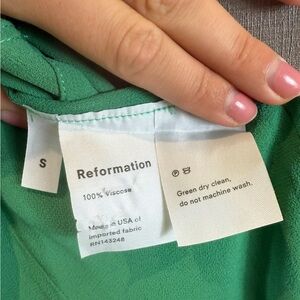 S
Reformation
100% Viscose
Made in USA of
imported fabric
RN143248
Green dry clean,
do not machine wash.